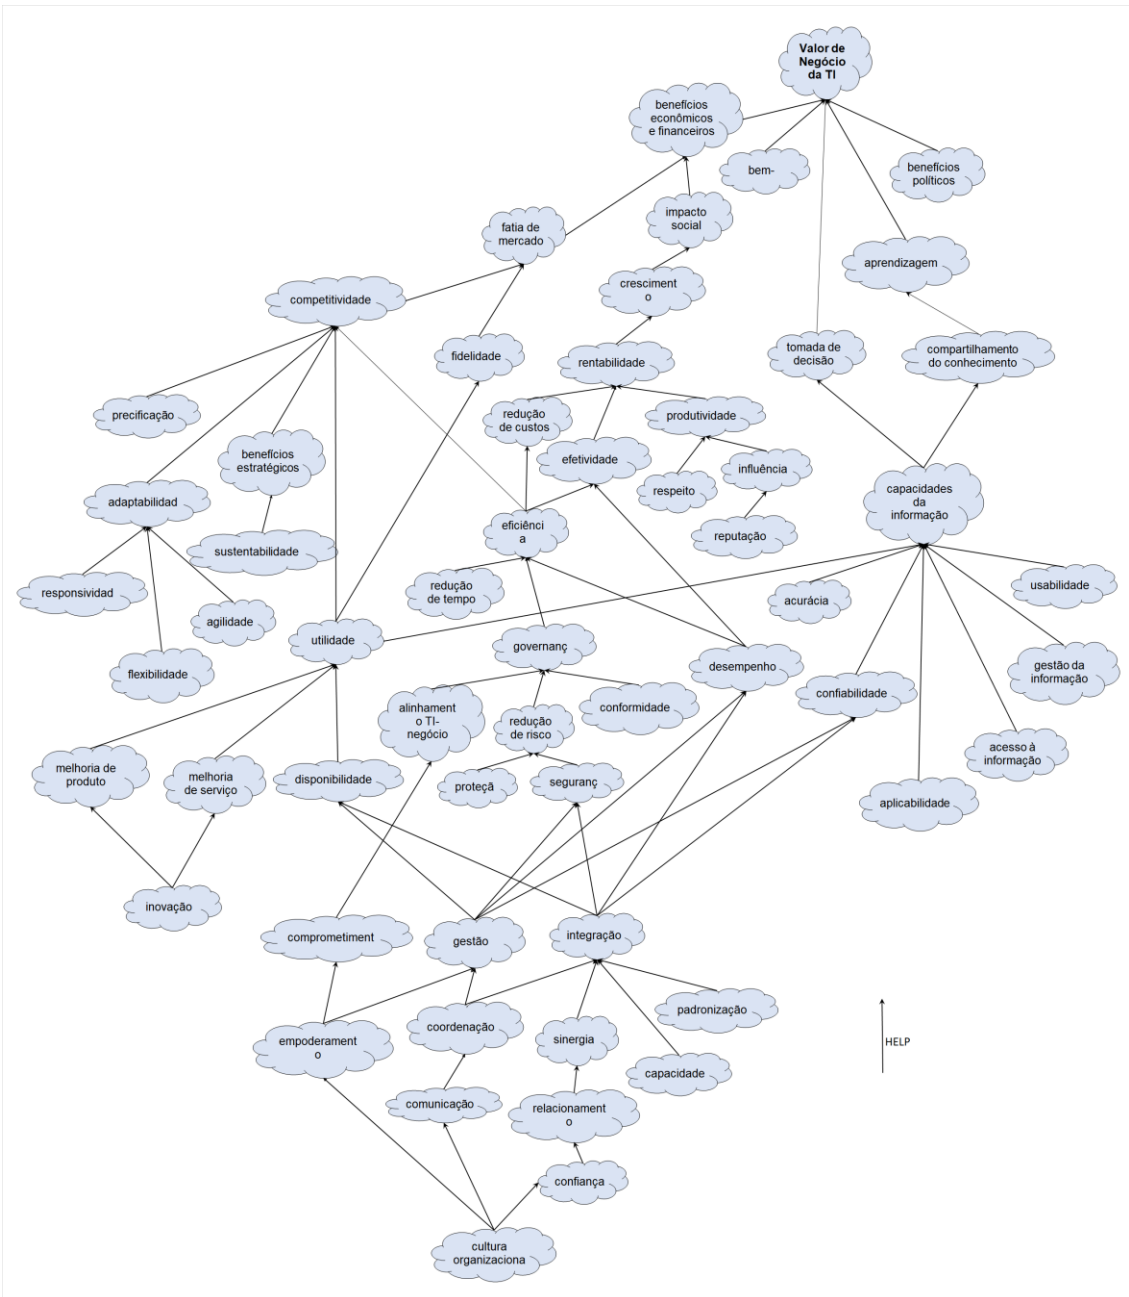 Valor de
Negócio
da TI
benefícios
econômicos
e financeiros
bem-
benefícios
políticos
impacto
social
fatia de
mercado
aprendizagem
competitividade
cresciment
o
fidelidade
rentabilidade
tomada de
decisão
compartilhamento
do conhecimento
precificação
redução
de custos
produtividade
benefícios
estratégicos
efetividade
influência
respeito
adaptabilidad
capacidades
da
informação
eficiênci
a
reputação
sustentabilidade
responsividad
redução
de tempo
usabilidade
acurácia
agilidade
utilidade
governanç
desempenho
gestão da
informação
flexibilidade
confiabilidade
alinhament
o TI-
negócio
redução
de risco
conformidade
acesso à
informação
melhoria de
produto
melhoria
de serviço
disponibilidade
proteçã
seguranç
aplicabilidade
inovação
comprometiment
gestão
integração
padronização
coordenação
empoderament
o
sinergia
HELP
capacidade
comunicação
relacionament
o
confiança
cultura
organizaciona